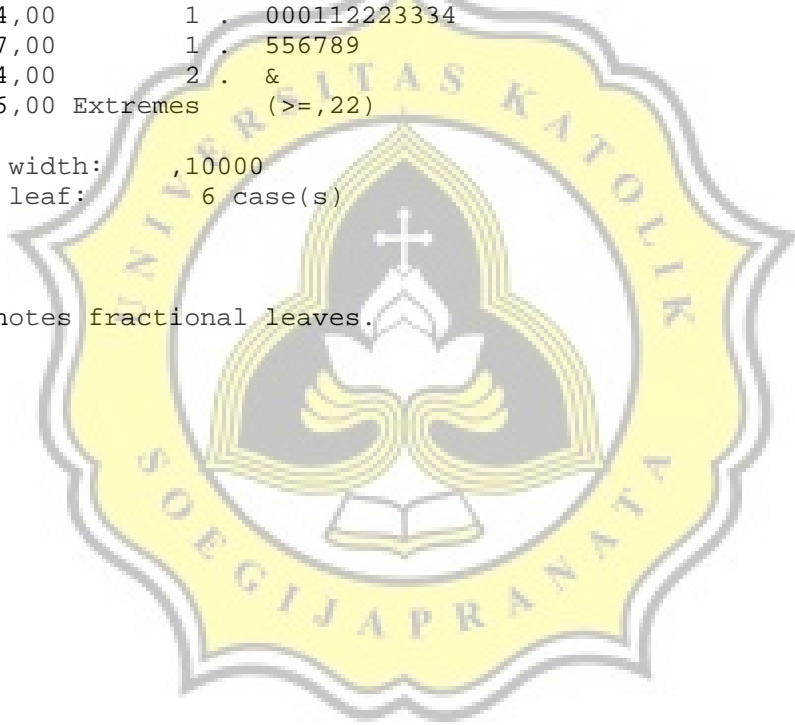 4,00 1 . 000112223334
7,00 1 . 556789
4,00 2 . &
6,00 Extremes (>=,22)
width: ,10000
leaf: 6 case(s)
notes fractional leaves.
UNIVERSITAS KATOLIK
SOEGIJAPRANATA